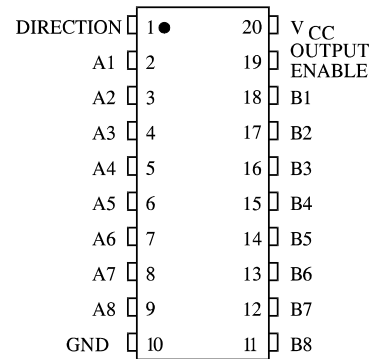 DIRECTION 1 20 VCC
A1 2 19 OUTPUT ENABLE
A2 3 18 B1
A3 4 17 B2
A4 5 16 B3
A5 6 15 B4
A6 7 14 B5
A7 8 13 B6
A8 9 12 B7
GND 10 11 B8